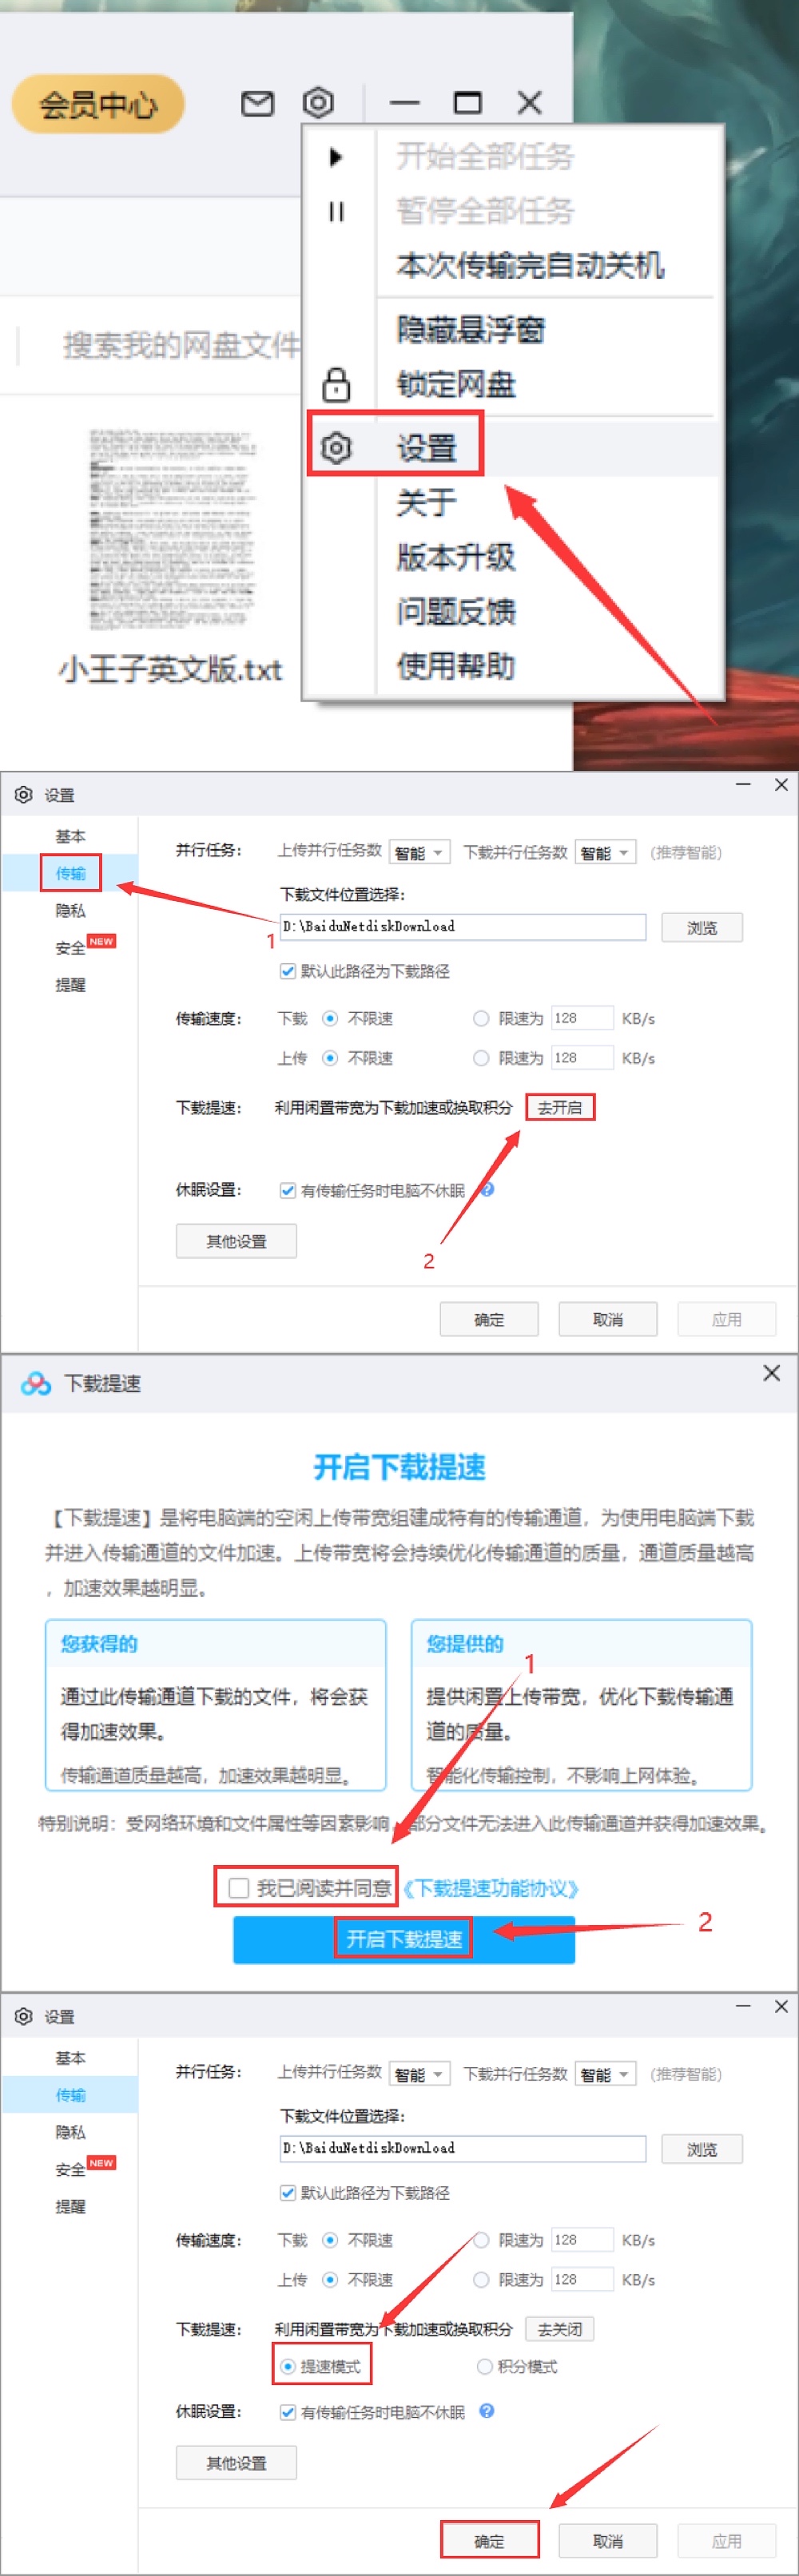 会员中心
开始全部任务
暂停全部任务
本次传输完自动关机
搜索我的网盘文件
隐藏悬浮窗
锁定网盘
设置
关于
版本升级
问题反馈
使用帮助
小王子英文版.txt
设置
基本
传输
隐私
安全 NEW
提醒
并行任务: 上传并行任务数 智能 下载并行任务数 智能 (推荐智能)
下载文件位置选择:
D:\BaiduNetdiskDownload 浏览
1
默认此路径为下载路径
传输速度: 下载 不限速 限速为 128 KB/s
上传 不限速 限速为 128 KB/s
下载提速: 利用闲置带宽为下载加速或换取积分 去开启
休眠设置: 有传输任务时电脑不休眠 ?
2
其他设置
确定 取消 应用
下载提速
开启下载提速
【下载提速】是将电脑端的空闲上传带宽组建成特有的传输通道，为使用电脑端下载
并进入传输通道的文件加速。上传带宽将会持续优化传输通道的质量，通道质量越高
，加速效果越明显。
您获得的
通过此传输通道下载的文件，将会获
得加速效果。
传输通道质量越高，加速效果越明显。
您提供的
1
提供闲置上传带宽，优化下载传输通
道的质量。
智能化传输控制，不影响上网体验。
特别说明：受网络环境和文件属性等因素影响，部分文件无法进入此传输通道并获得加速效果。
我已阅读并同意《下载提速功能协议》
开启下载提速
2
设置
基本
传输
隐私
安全 NEW
提醒
并行任务: 上传并行任务数 智能 下载并行任务数 智能 (推荐智能)
下载文件位置选择:
D:\BaiduNetdiskDownload 浏览
默认此路径为下载路径
传输速度: 下载 不限速 限速为 128 KB/s
上传 不限速 限速为 128 KB/s
下载提速: 利用闲置带宽为下载加速或换取积分 去关闭
提速模式 积分模式
休眠设置: 有传输任务时电脑不休眠 ?
其他设置
确定 取消 应用